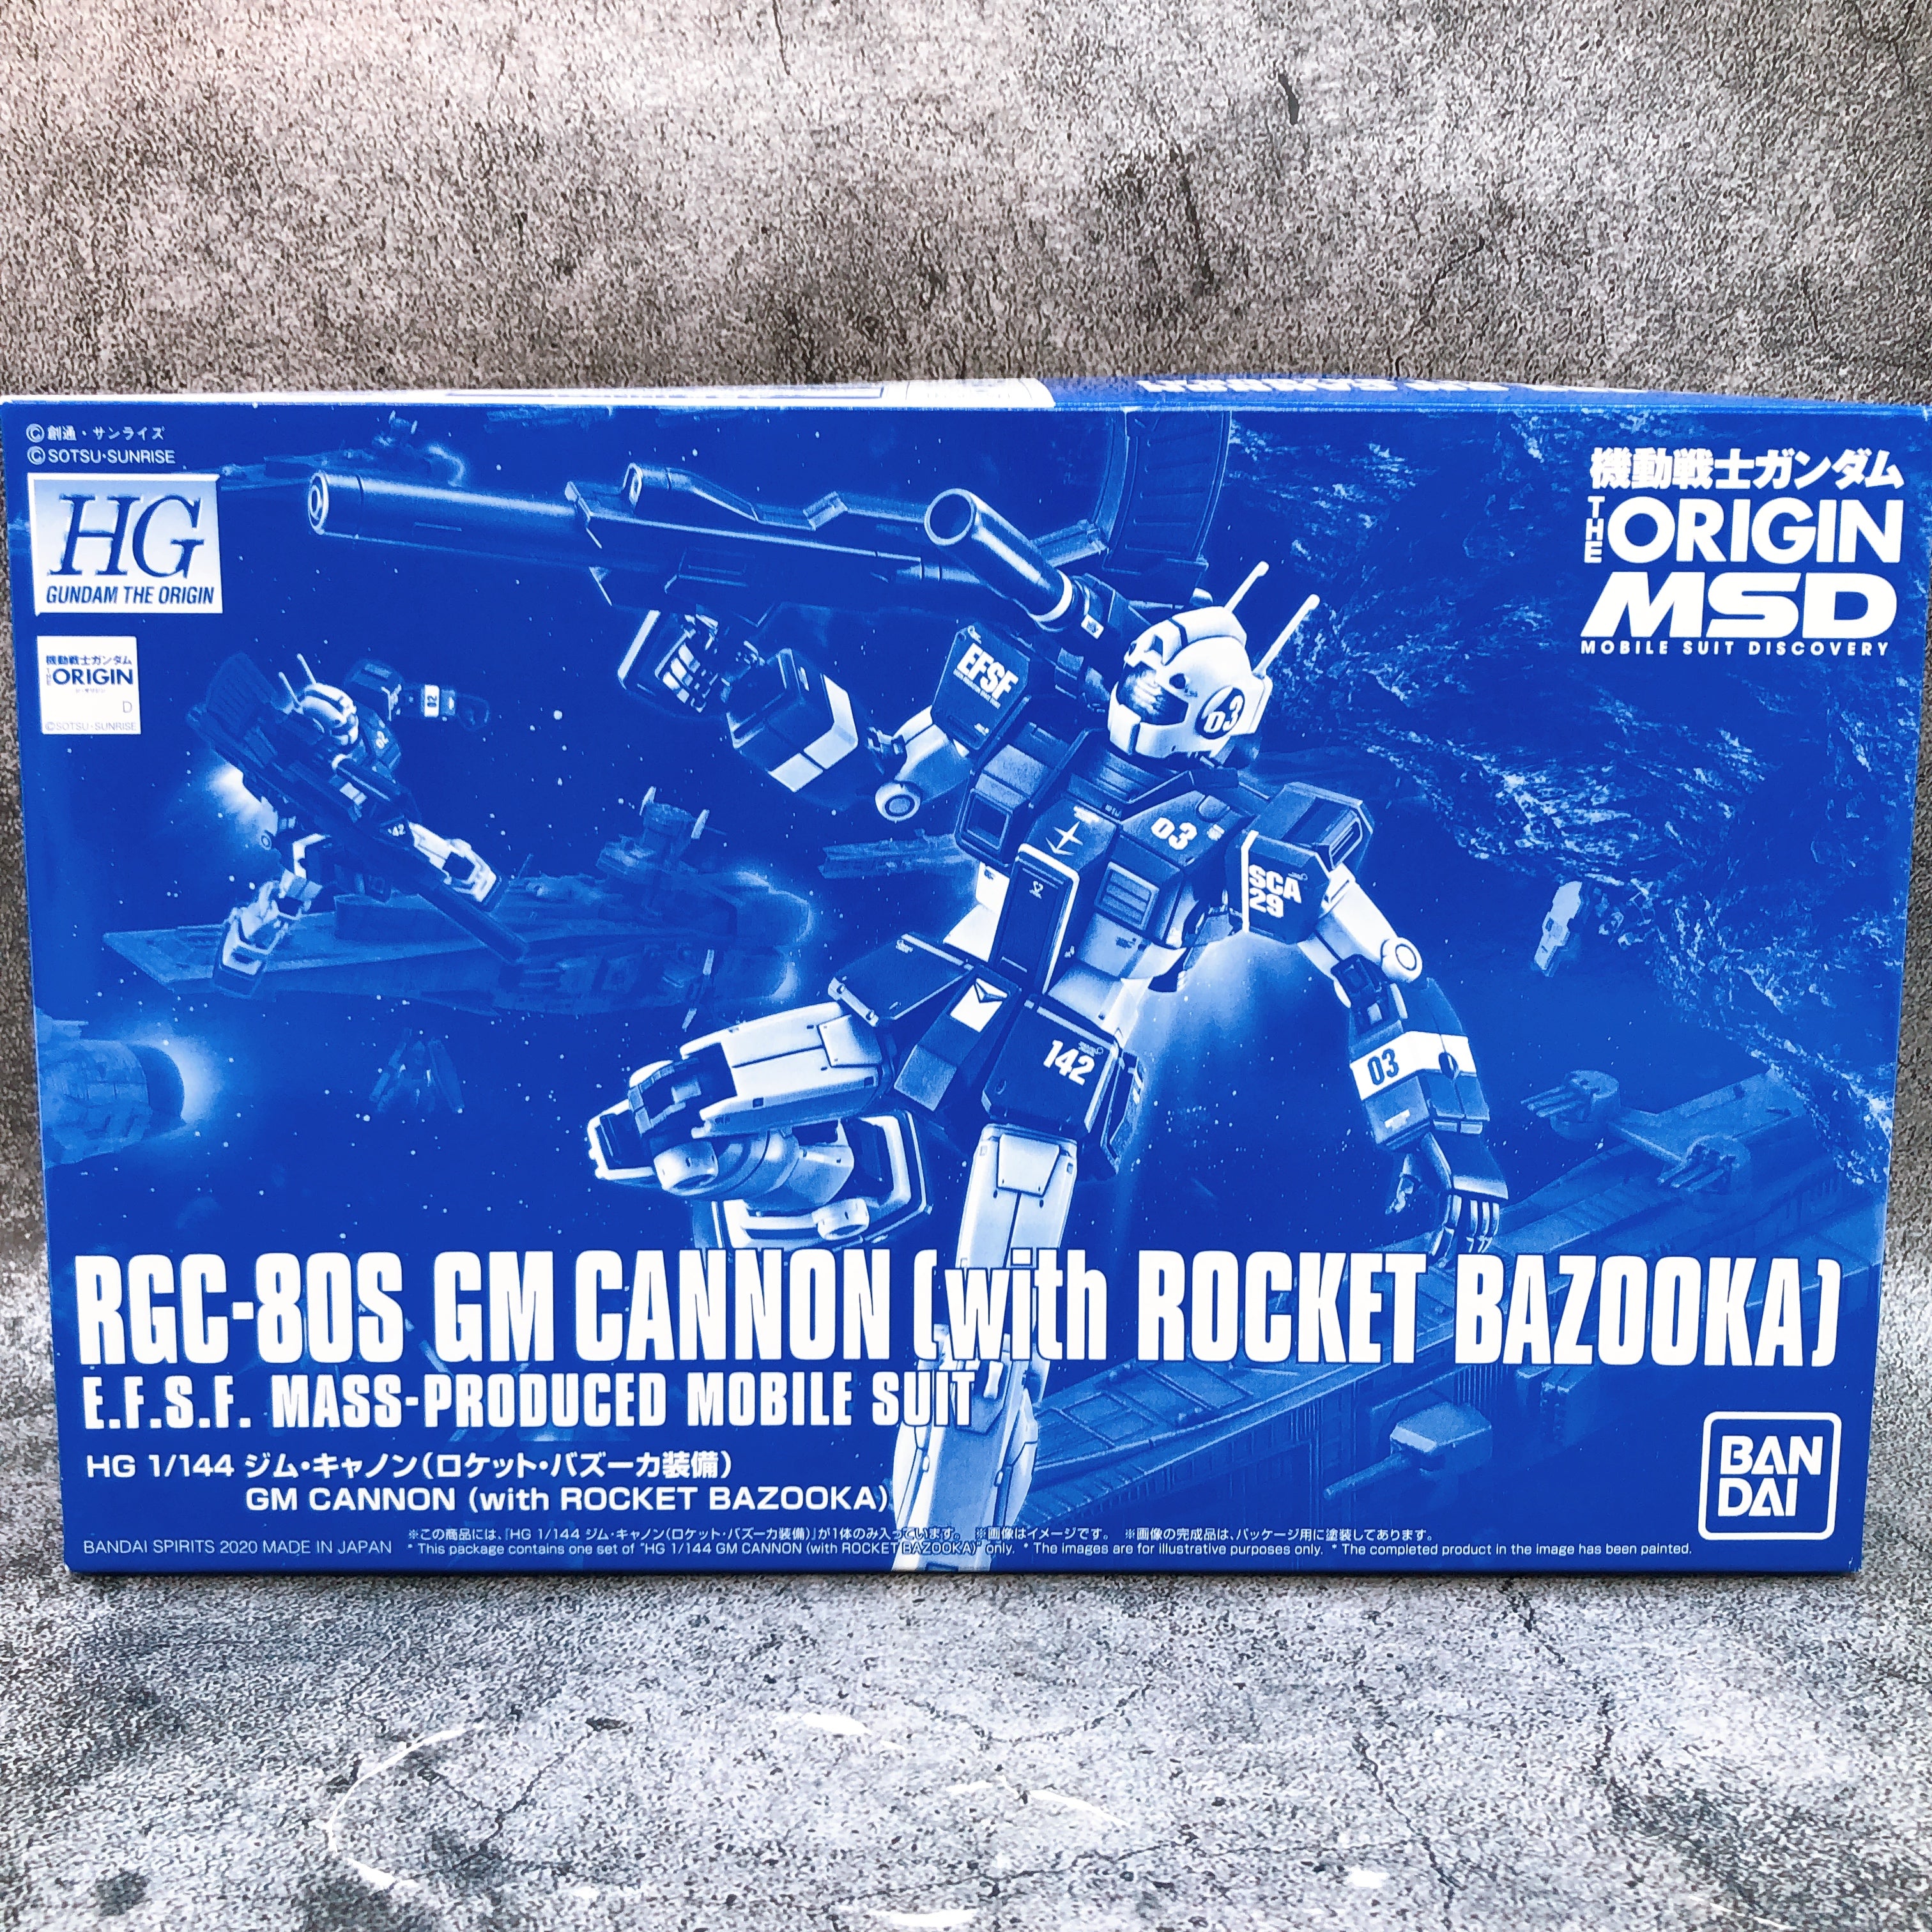 ©創通・サンライズ
©SOTSU・SUNRISE
HG
GUNDAM THE ORIGIN
機動戦士ガンダム
THE ORIGIN
D
©SOTSU・SUNRISE
機動戦士ガンダム
THE ORIGIN
MSD
MOBILE SUIT DISCOVERY
EFSF
03
03
SCA
29
142
03
02
42
RGC-80S GM CANNON (with ROCKET BAZOOKA)
E.F.S.F. MASS-PRODUCED MOBILE SUIT
HG 1/144 ジム・キャノン(ロケット・バズーカ装備)
GM CANNON (with ROCKET BAZOOKA)
BAN
DAI
※この商品には、「HG 1/144 ジム・キャノン(ロケット・バズーカ装備)」が1体のみ入っています。 ※画像はイメージです。 ※画像の完成品は、パッケージ用に塗装してあります。
BANDAI SPIRITS 2020 MADE IN JAPAN * This package contains one set of "HG 1/144 GM CANNON (with ROCKET BAZOOKA)" only. * The images are for illustrative purposes only. * The completed product in the image has been painted.